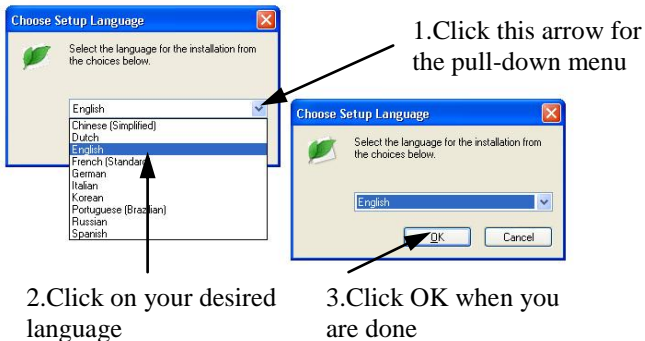 Choose Setup Language
Select the language for the installation from
the choices below.
English
Chinese (Simplified)
Dutch
English
French (Standard)
German
Italian
Korean
Portuguese (Brazilian)
Russian
Spanish
1.Click this arrow for
the pull-down menu
Choose Setup Language
Select the language for the installation from
the choices below.
English
OK
Cancel
2.Click on your desired
language
3.Click OK when you
are done